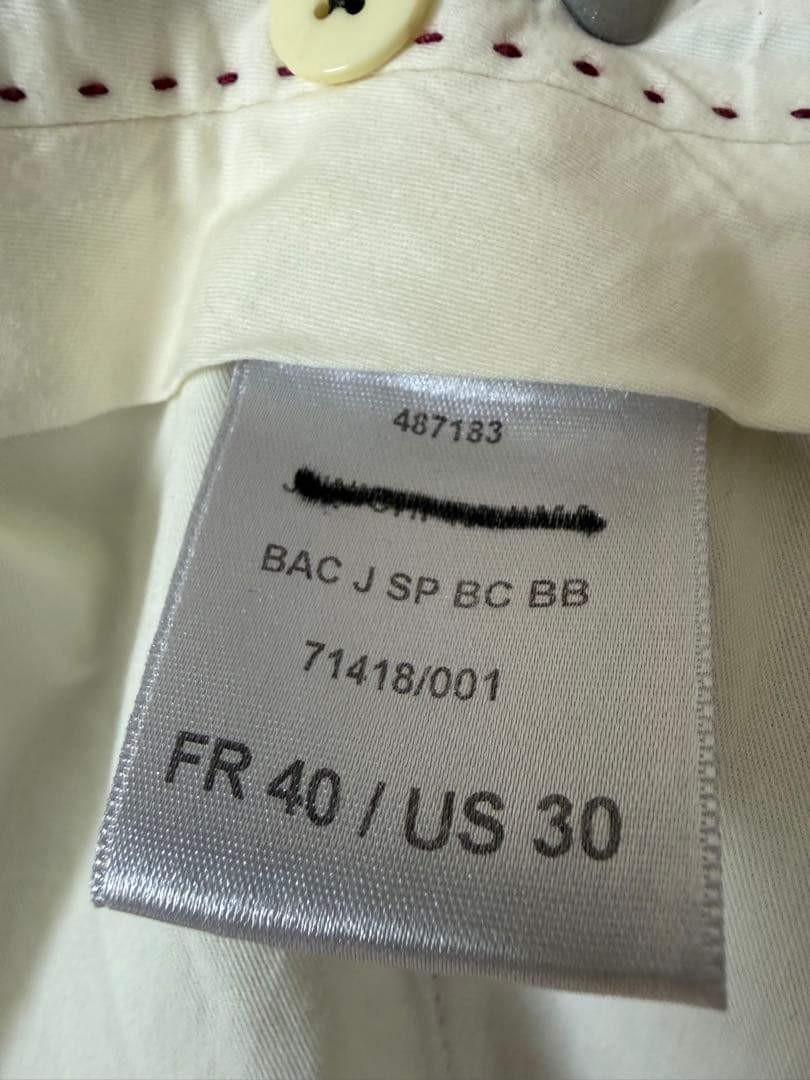 487183
BAC J SP BC BB
71418/001
FR 40 / US 30